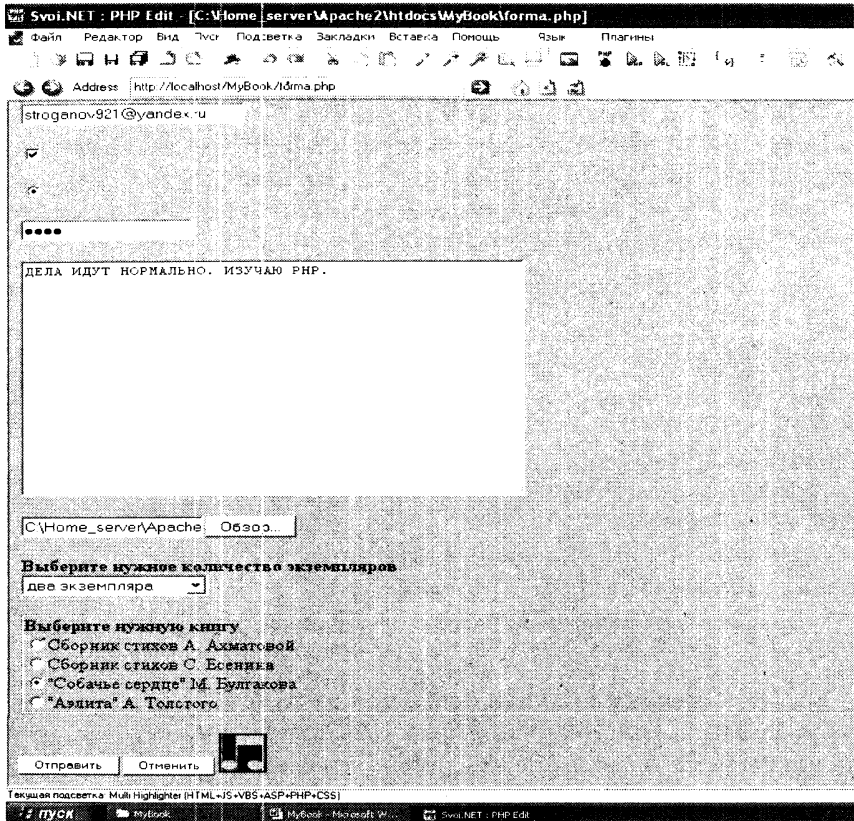 Svoi.NET : PHP Edit - [C:\Home_server\Apache2\htdocs\MyBook\forma.php]
Файл Редактор Вид Пуск Подсветка Закладки Вставка Помощь Язык Плагины
Address http://localhost/MyBook/forma.php
stroganov921@yandex.ru
••••
ДЕЛА ИДУТ НОРМАЛЬНО. ИЗУЧАЮ PHP.
C:\Home_server\Apache Обзор...
Выберите нужное количество экземпляров
два экземпляра
Выберите нужную книгу
Сборник стихов А. Ахматовой
Сборник стихов С. Есенина
"Собачье сердце" М. Булгакова
"Аэлита" А. Толстого
Отправить Отменить
Текущая подсветка: Multi Highlighter (HTML+JS+VBS+ASP+PHP+CSS)
пуск MyBook MyBook - Microsoft W... Svoi.NET : PHP Edit